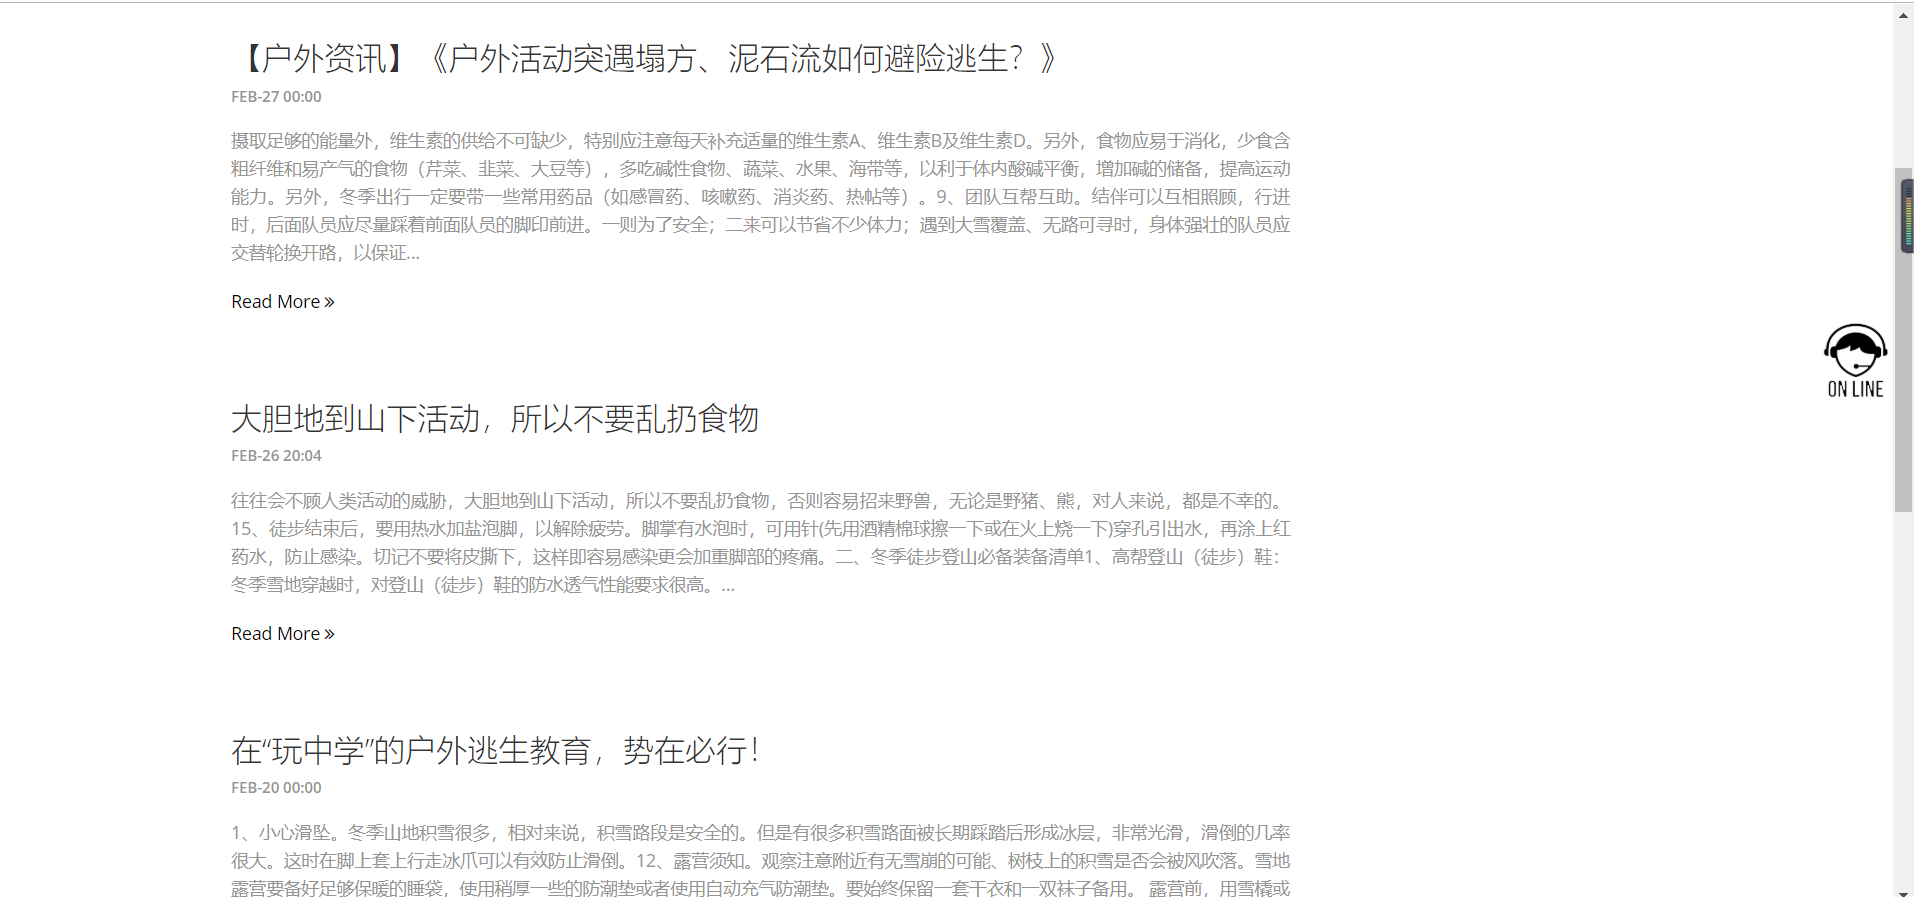 【户外资讯】《户外活动突遇塌方、泥石流如何避险逃生？》
FEB-27 00:00
摄取足够的能量外，维生素的供给不可缺少，特别应注意每天补充适量的维生素A、维生素B及维生素D。另外，食物应易于消化，少食含
粗纤维和易产气的食物（芹菜、韭菜、大豆等），多吃碱性食物、蔬菜、水果、海带等，以利于体内酸碱平衡，增加碱的储备，提高运动
能力。另外，冬季出行一定要带一些常用药品（如感冒药、咳嗽药、消炎药、热帖等）。9、团队互帮互助。结伴可以互相照顾，行进
时，后面队员应尽量踩着前面队员的脚印前进。一则为了安全；二来可以节省不少体力；遇到大雪覆盖、无路可寻时，身体强壮的队员应
交替轮换开路，以保证...
Read More »
ON LINE
大胆地到山下活动，所以不要乱扔食物
FEB-26 20:04
往往会不顾人类活动的威胁，大胆地到山下活动，所以不要乱扔食物，否则容易招来野兽，无论是野猪、熊，对人来说，都是不幸的。
15、徒步结束后，要用热水加盐泡脚，以解除疲劳。脚掌有水泡时，可用针(先用酒精棉球擦一下或在火上烧一下)穿孔引出水，再涂上红
药水，防止感染。切记不要将皮撕下，这样即容易感染更会加重脚部的疼痛。二、冬季徒步登山必备装备清单1、高帮登山（徒步）鞋：
冬季雪地穿越时，对登山（徒步）鞋的防水透气性能要求很高。...
Read More »
在“玩中学”的户外逃生教育，势在必行！
FEB-20 00:00
1、小心滑坠。冬季山地积雪很多，相对来说，积雪路段是安全的。但是有很多积雪路面被长期踩踏后形成冰层，非常光滑，滑倒的几率
很大。这时在脚上套上行走冰爪可以有效防止滑倒。12、露营须知。观察注意附近有无雪崩的可能、树枝上的积雪是否会被风吹落。雪地
露营要备好足够保暖的睡袋，使用稍厚一些的防潮垫或者使用自动充气防潮垫。要始终保留一套干衣和一双袜子备用。 露营前，用雪橇或